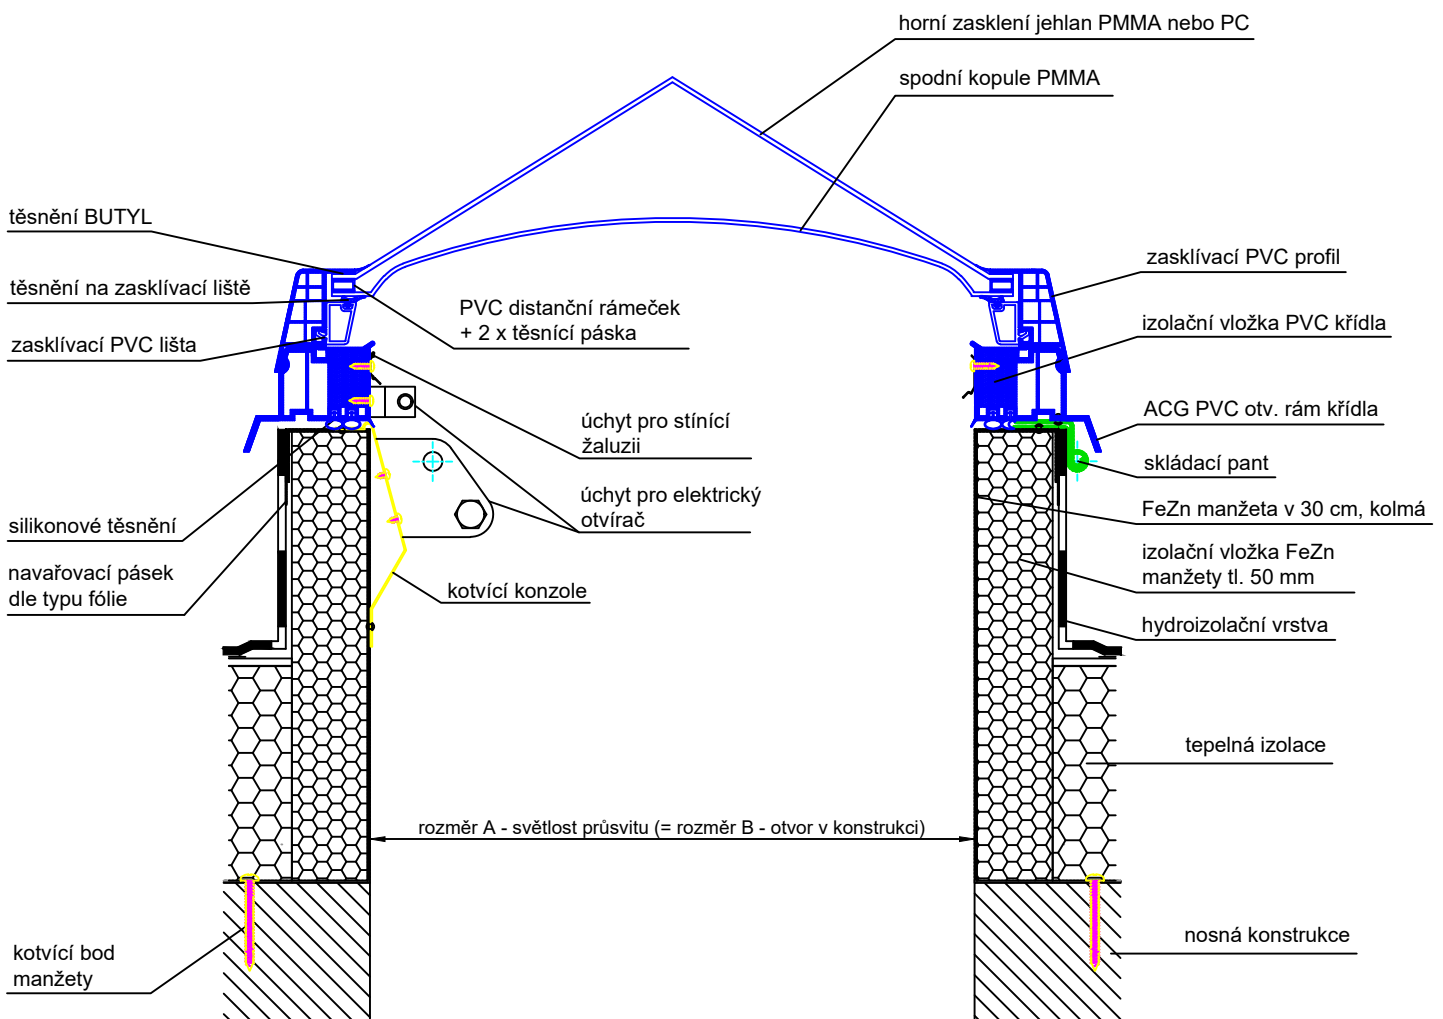 horní zasklení jehlan PMMA nebo PC
spodní kopule PMMA
těsnění BUTYL
těsnění na zasklívací liště
zasklívací PVC lišta
PVC distanční rámeček
+ 2 x těsnící páska
úchyt pro stínící
žaluzii
úchyt pro elektrický
otvírač
silikonové těsnění
navařovací pásek
dle typu fólie
kotvící konzole
zasklívací PVC profil
izolační vložka PVC křídla
ACG PVC otv. rám křídla
skládací pant
FeZn manžeta v 30 cm, kolmá
izolační vložka FeZn
manžety tl. 50 mm
hydroizolační vrstva
tepelná izolace
rozměr A - světlost průsvitu (= rozměr B - otvor v konstrukci)
kotvící bod
manžety
nosná konstrukce